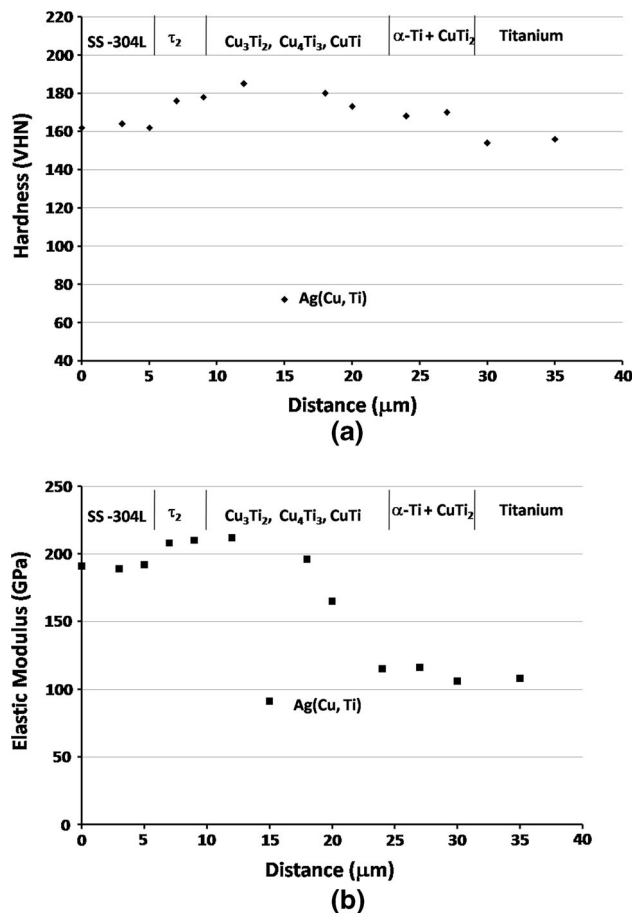 220
SS -304L τ2 Cu3Ti2, Cu4Ti3, CuTi α-Ti + CuTi2 Titanium
200
180
160
140
120
100
80
Ag(Cu, Ti)
60
40
Hardness (VHN)
0 5 10 15 20 25 30 35 40
Distance (μm)
(a)
250
SS -304L τ2 Cu3Ti2, Cu4Ti3, CuTi α-Ti + CuTi2 Titanium
200
150
100
Ag(Cu, Ti)
50
0
Elastic Modulus (GPa)
0 5 10 15 20 25 30 35 40
Distance (μm)
(b)